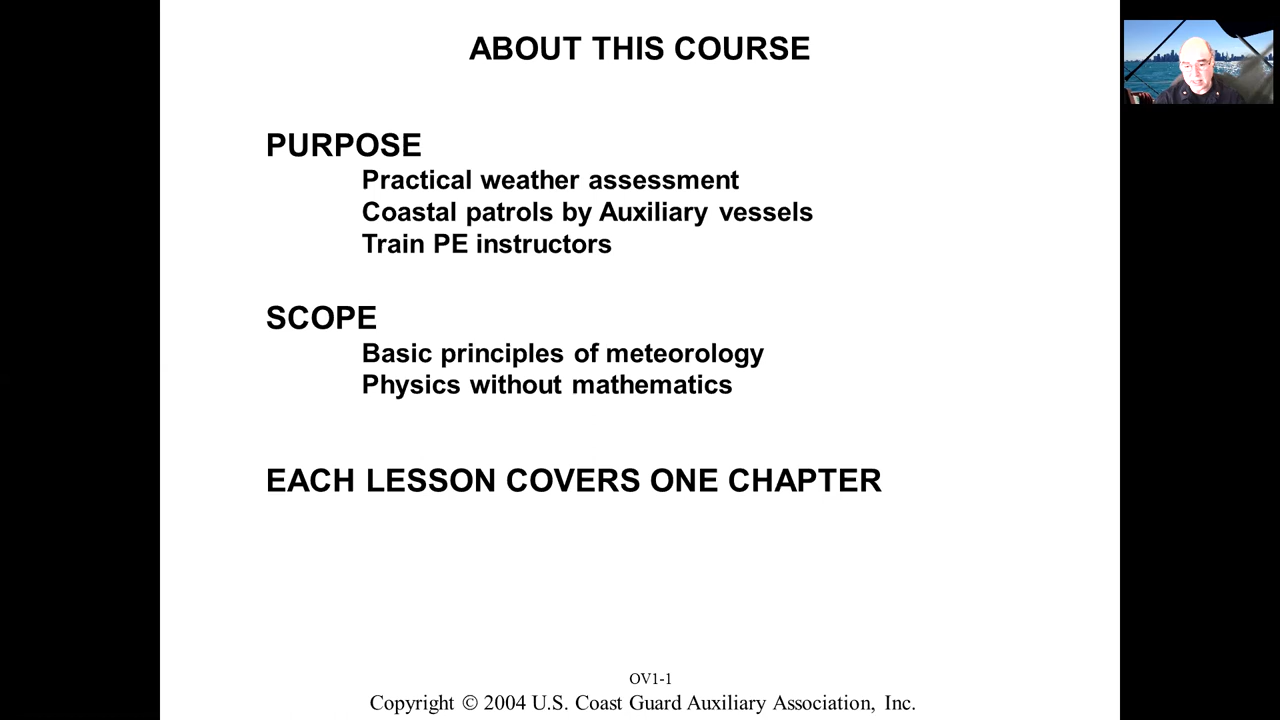 ABOUT THIS COURSE
PURPOSE
Practical weather assessment
Coastal patrols by Auxiliary vessels
Train PE instructors
SCOPE
Basic principles of meteorology
Physics without mathematics
EACH LESSON COVERS ONE CHAPTER
OV1-1
Copyright © 2004 U.S. Coast Guard Auxiliary Association, Inc.